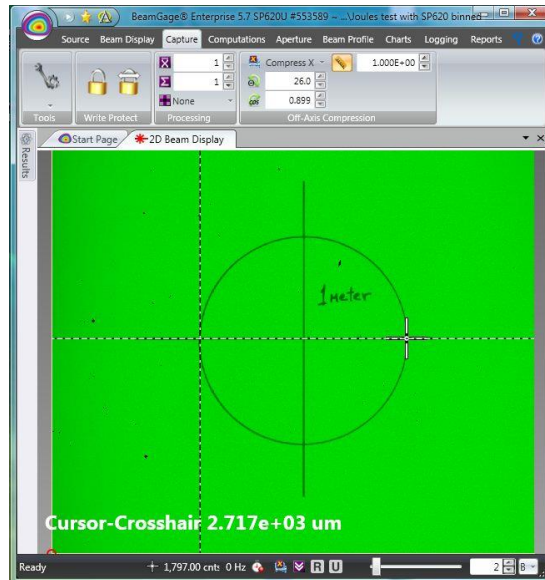 BeamGage® Enterprise 5.7 SP620U #553589 - ...\Joules test with SP620 binned
Source Beam Display Capture Computations Aperture Beam Profile Charts Logging Reports
1 Compress X 1.000E+00
1 26.0
None cos 0.899
Tools Write Protect Processing Off-Axis Compression
Start Page 2D Beam Display
Results
1 meter
Cursor-Crosshair 2.717e+03 um
Ready 1,797.00 cnts 0 Hz R U 2 B